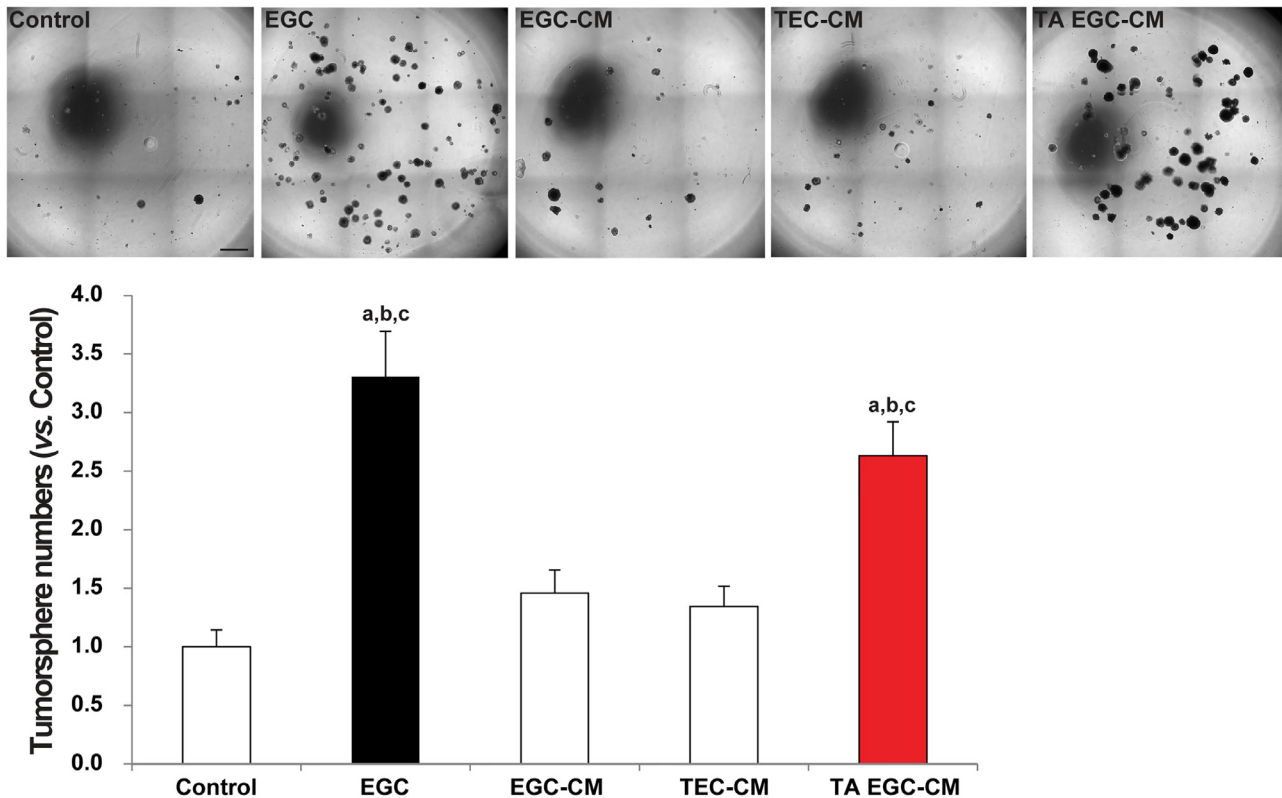 Control EGC EGC-CM TEC-CM TA EGC-CM
Tumorsphere numbers (vs. Control)
4.0
3.5
3.0
2.5
2.0
1.5
1.0
0.5
0.0
a,b,c
a,b,c
Control EGC EGC-CM TEC-CM TA EGC-CM